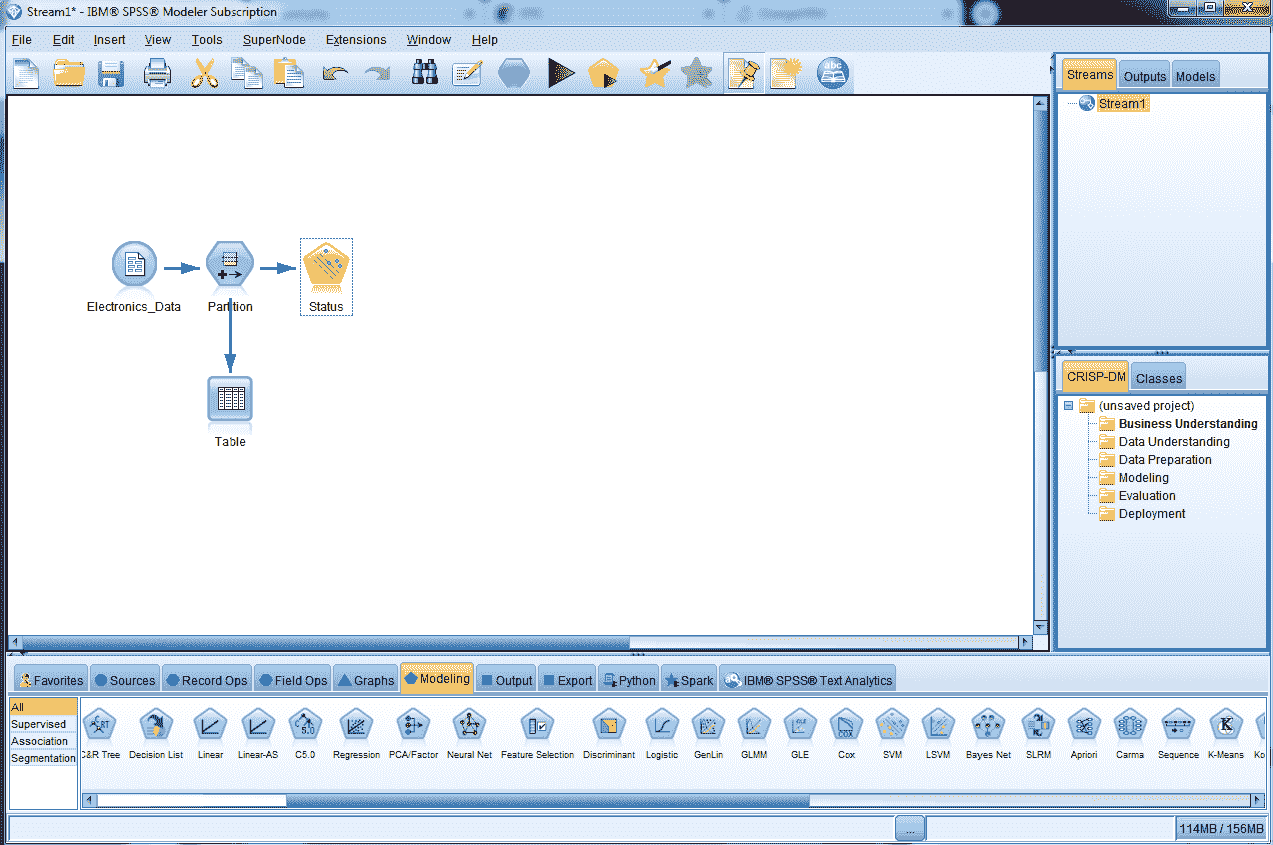 Stream1* - IBM® SPSS® Modeler Subscription
File Edit Insert View Tools SuperNode Extensions Window Help
abc
Streams Outputs Models
Stream1
Electronics_Data Partition Status
Table
CRISP-DM Classes
(unsaved project)
Business Understanding
Data Understanding
Data Preparation
Modeling
Evaluation
Deployment
Favorites Sources Record Ops Field Ops Graphs Modeling Output Export Python Spark IBM® SPSS® Text Analytics
All
Supervised
Association
Segmentation
C&R Tree Decision List Linear Linear-AS C5.0 Regression PCA/Factor Neural Net Feature Selection Discriminant Logistic GenLin GLMM GLE Cox SVM LSVM Bayes Net SLRM Apriori Carma Sequence K-Means Ko
...
114MB / 156MB